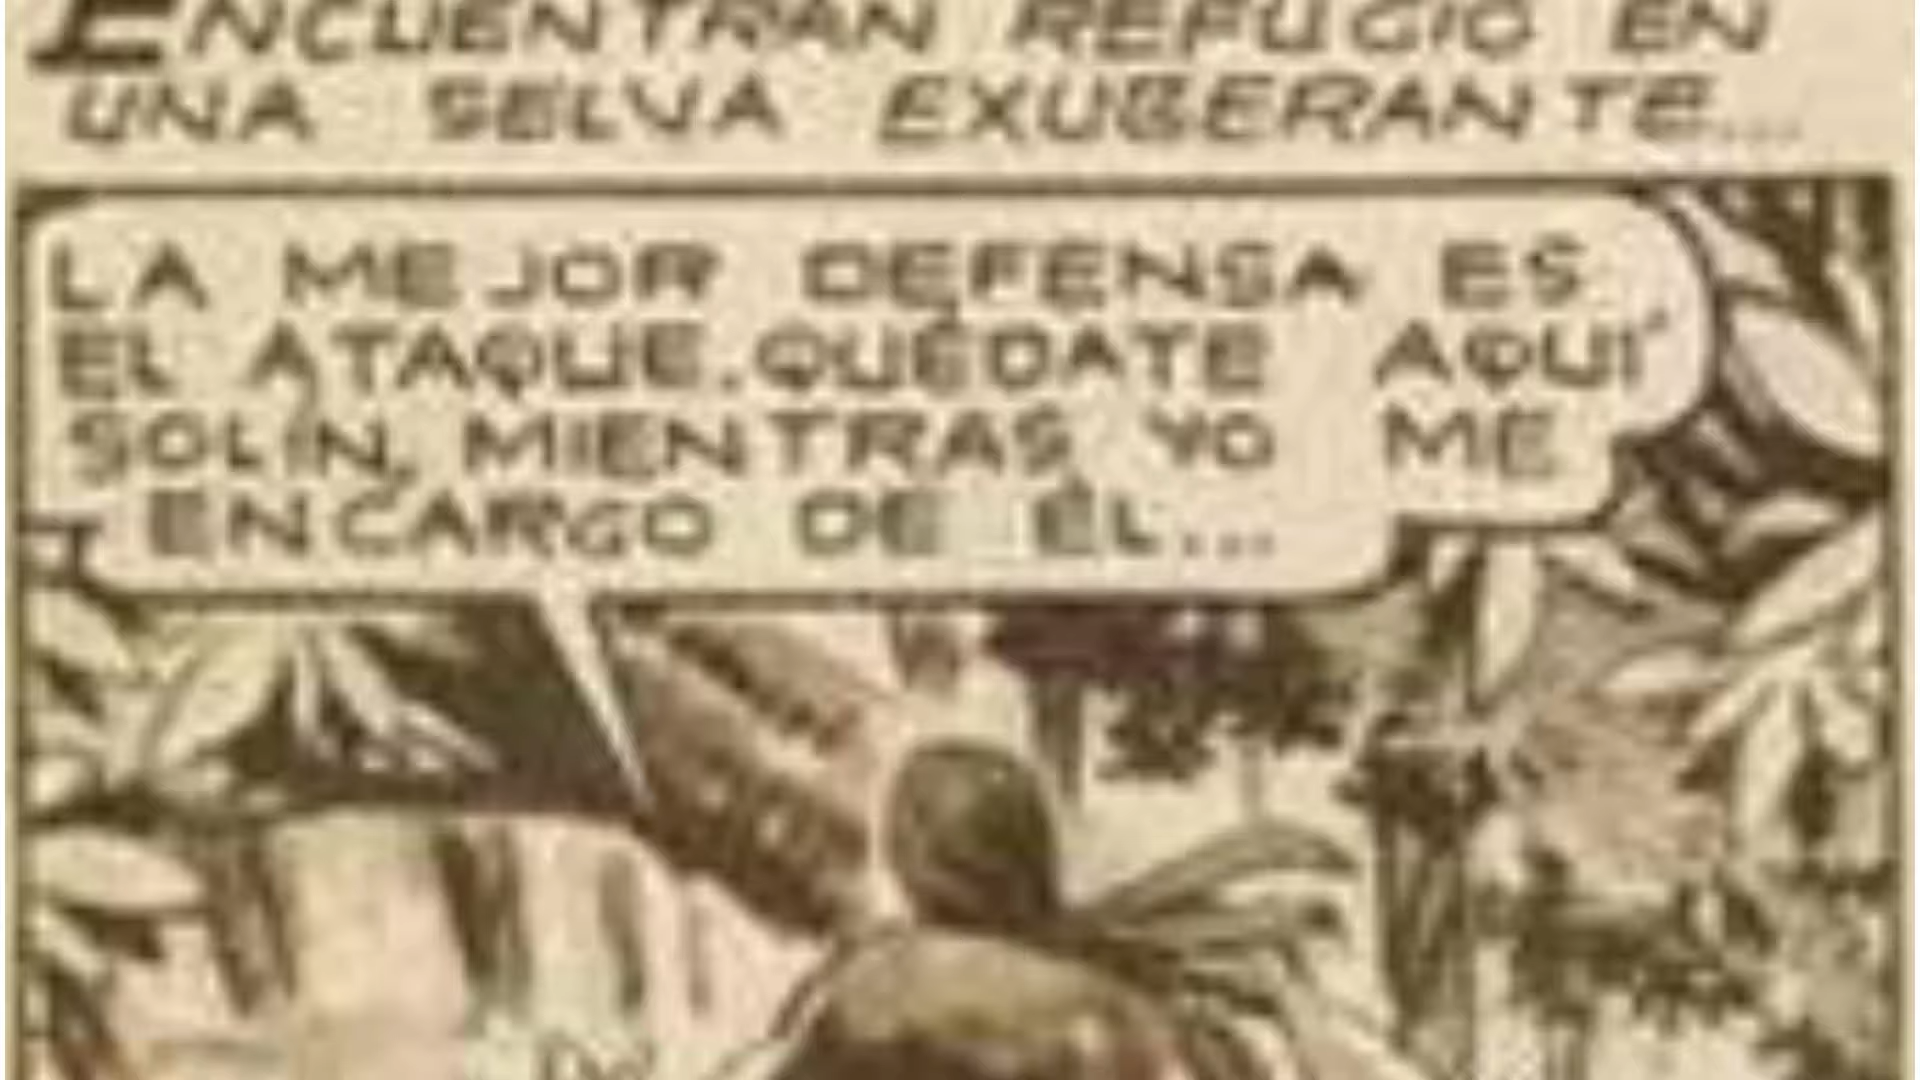 ENCUENTRAN REFUGIO EN
UNA SELVA EXUBERANTE...
LA MEJOR DEFENSA ES
EL ATAQUE. QUÉDATE AQUÍ
SOLÍN, MIENTRAS YO ME
ENCARGO DE ÉL...